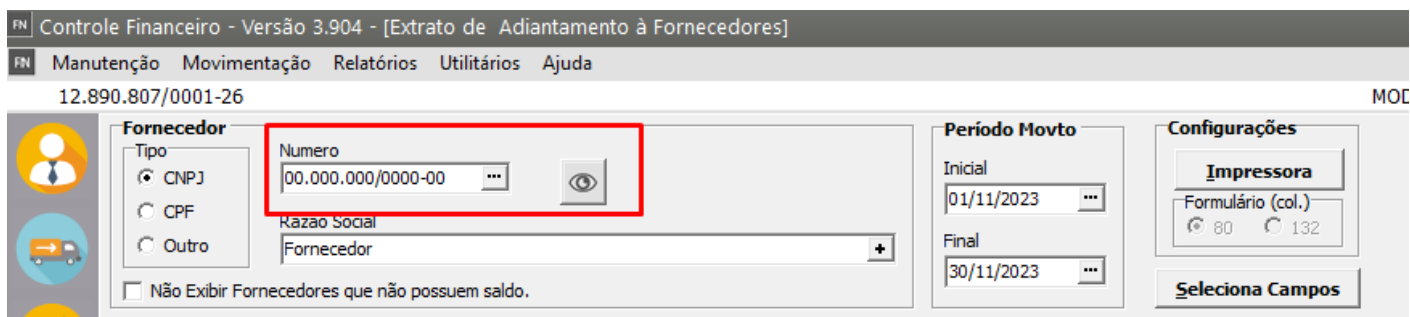 FN Controle Financeiro - Versão 3.904 - [Extrato de Adiantamento à Fornecedores]
FN Manutenção Movimentação Relatórios Utilitários Ajuda
12.890.807/0001-26 MOD
Fornecedor
Tipo
CNPJ
CPF
Outro
Numero
00.000.000/0000-00 ...
Razao Social
Fornecedor +
Não Exibir Fornecedores que não possuem saldo.
Período Movto
Inicial
01/11/2023 ...
Final
30/11/2023 ...
Configurações
Impressora
Formulário (col.)
80 132
Seleciona Campos